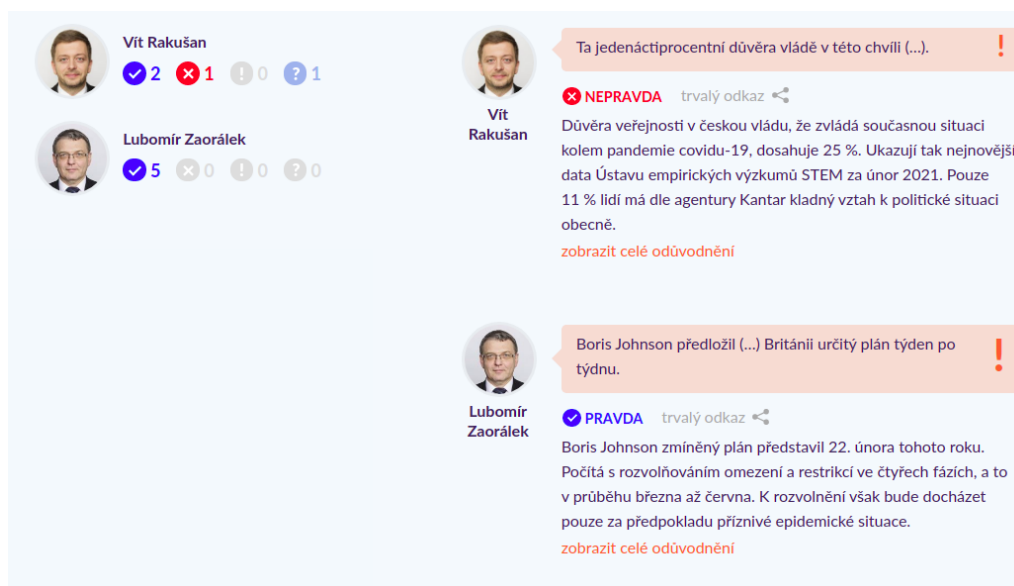 Vít Rakušan
2 1 0 1
Lubomír Zaorálek
5 0 0 0
Vít
Rakušan
Ta jedenáctiprocentní důvěra vládě v této chvíli (…).
NEPRAVDA trvalý odkaz
Důvěra veřejnosti v českou vládu, že zvládá současnou situaci
kolem pandemie covidu-19, dosahuje 25 %. Ukazují tak nejnovější
data Ústavu empirických výzkumů STEM za únor 2021. Pouze
11 % lidí má dle agentury Kantar kladný vztah k politické situaci
obecně.
zobrazit celé odůvodnění
Lubomír
Zaorálek
Boris Johnson předložil (…) Británii určitý plán týden po
týdnu.
PRAVDA trvalý odkaz
Boris Johnson zmíněný plán představil 22. února tohoto roku.
Počítá s rozvolňováním omezení a restrikcí ve čtyřech fázích, a to
v průběhu března až června. K rozvolnění však bude docházet
pouze za předpokladu příznivé epidemické situace.
zobrazit celé odůvodnění